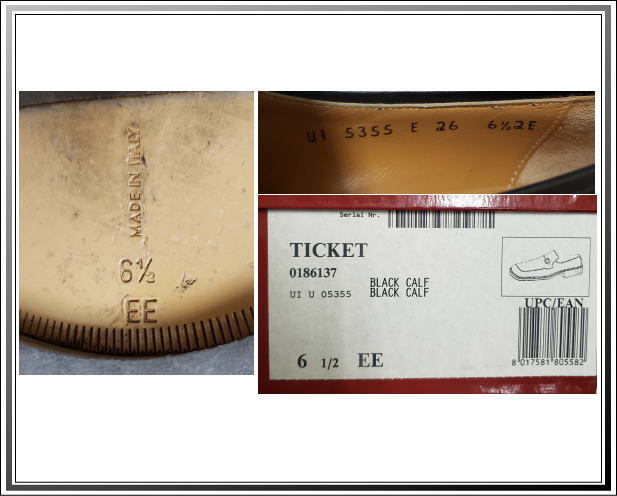 MADE IN ITALY
6½
EE
UI 5355 E 26 6½2E
Serial Nr.
TICKET
0186137
BLACK CALF
UI U 05355 BLACK CALF
UPC/EAN
6 1/2 EE
8 017581 805582